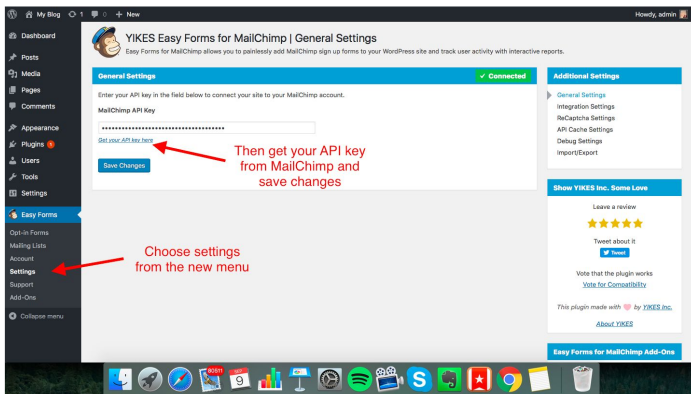 My Blog 1 0 + New Howdy, admin
Dashboard
Posts
Media
Pages
Comments
Appearance
Plugins 1
Users
Tools
Settings
Easy Forms
Opt-in Forms
Mailing Lists
Account
Settings
Support
Add-Ons
Collapse menu
YIKES Easy Forms for MailChimp | General Settings
Easy Forms for MailChimp allows you to painlessly add MailChimp sign up forms to your WordPress site and track user activity with interactive reports.
General Settings ✓ Connected
Enter your API key in the field below to connect your site to your MailChimp account.
MailChimp API Key
Get your API key here
Save Changes
Then get your API key
from MailChimp and
save changes
Choose settings
from the new menu
Additional Settings
General Settings
Integration Settings
ReCaptcha Settings
API Cache Settings
Debug Settings
Import/Export
Show YIKES Inc. Some Love
Leave a review
Tweet about it
Tweet
Vote that the plugin works
Vote for Compatibility
This plugin made with ❤ by YIKES Inc.
About YIKES
Easy Forms for MailChimp Add-Ons
9